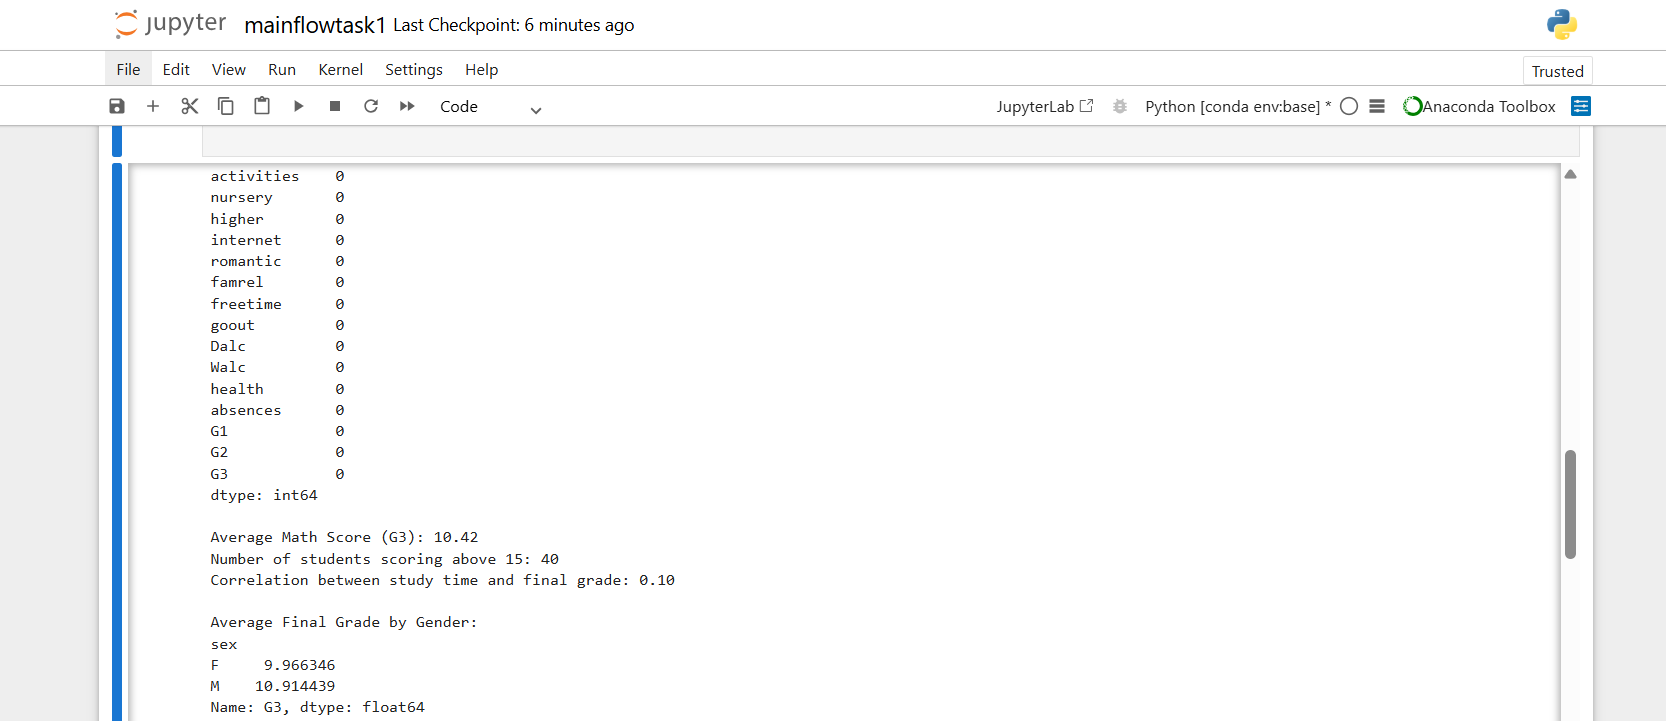 jupyter mainflowtask1 Last Checkpoint: 6 minutes ago
File Edit View Run Kernel Settings Help Trusted
Code JupyterLab Python [conda env:base] * Anaconda Toolbox
activities 0
nursery 0
higher 0
internet 0
romantic 0
famrel 0
freetime 0
goout 0
Dalc 0
Walc 0
health 0
absences 0
G1 0
G2 0
G3 0
dtype: int64
Average Math Score (G3): 10.42
Number of students scoring above 15: 40
Correlation between study time and final grade: 0.10
Average Final Grade by Gender:
sex
F 9.966346
M 10.914439
Name: G3, dtype: float64